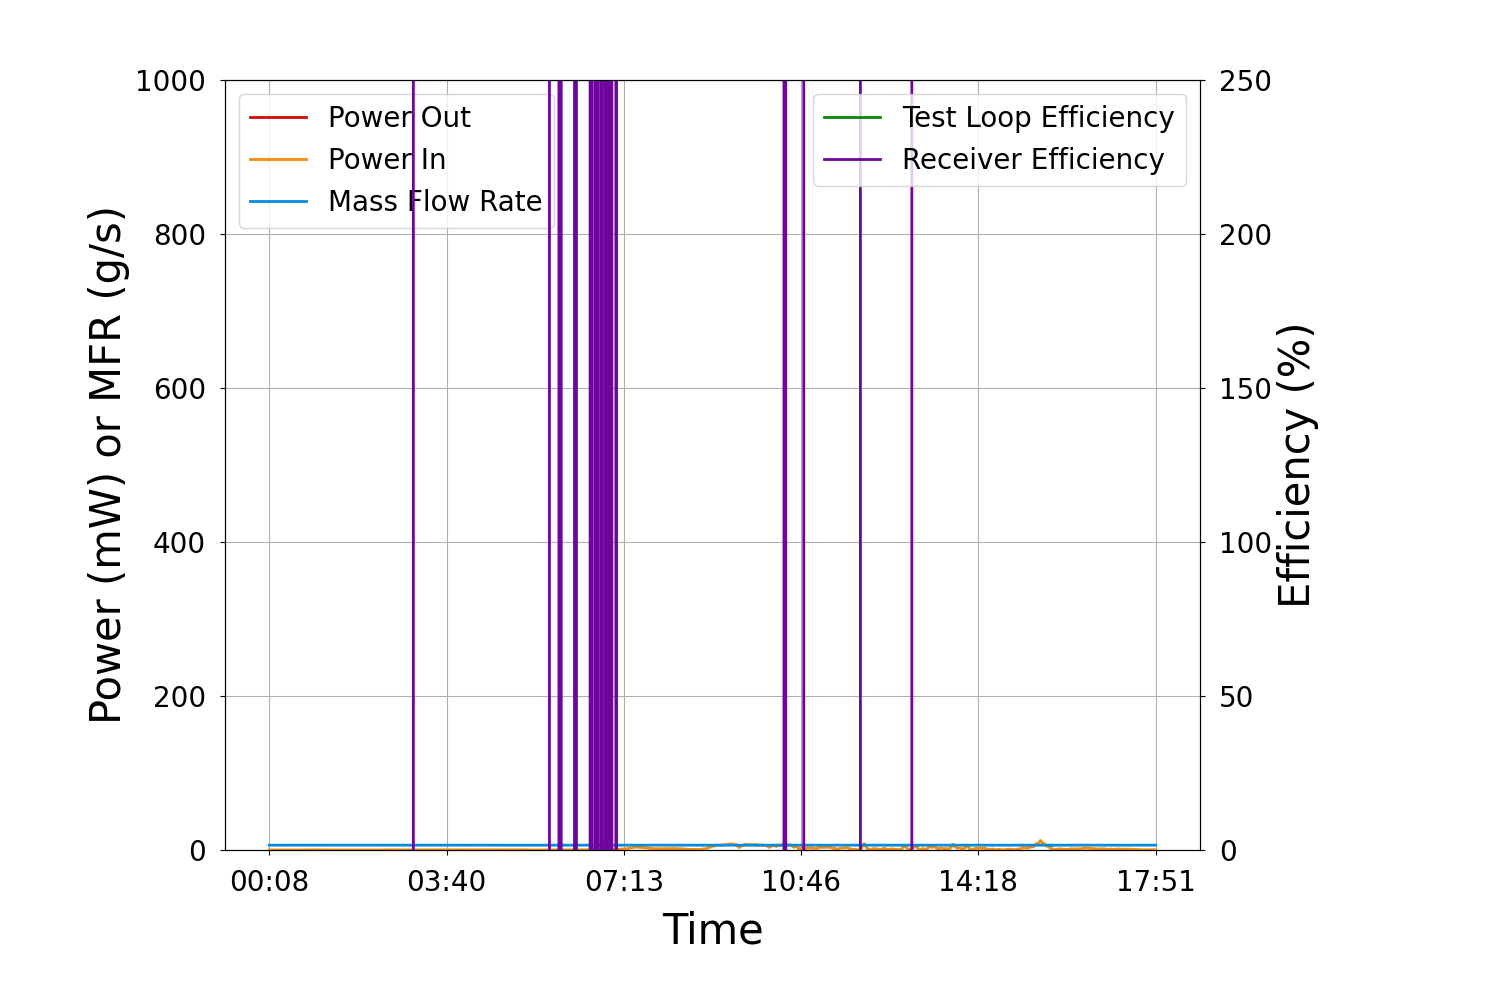 1000
800
600
400
200
0
Power (mW) or MFR (g/s)
Power Out
Power In
Mass Flow Rate
Test Loop Efficiency
Receiver Efficiency
250
200
150
100
50
0
Efficiency (%)
00:08 03:40 07:13 10:46 14:18 17:51
Time